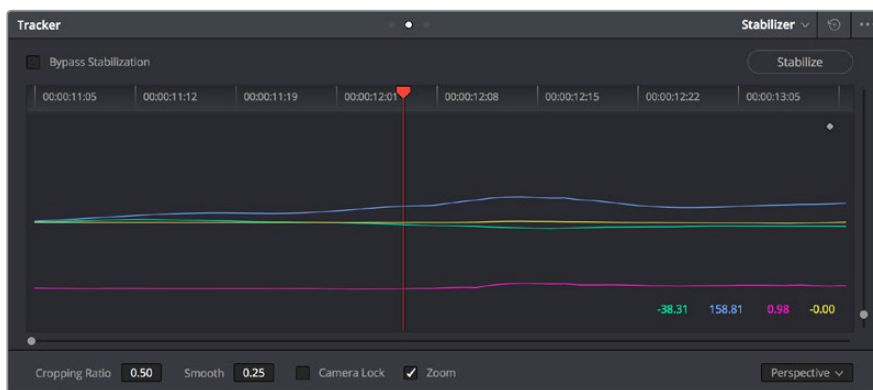 Tracker Stabilizer
Bypass Stabilization Stabilize
00:00:11:05 00:00:11:12 00:00:11:19 00:00:12:01 00:00:12:08 00:00:12:15 00:00:12:22 00:00:13:05
-38.31 158.81 0.98 -0.00
Cropping Ratio 0.50 Smooth 0.25 Camera Lock Zoom Perspective